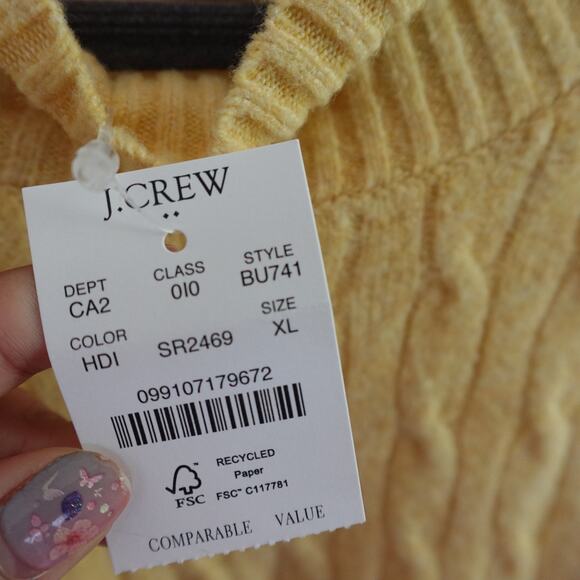 J.CREW
DEPT CLASS STYLE
CA2 010 BU741
COLOR SIZE
HDI SR2469 XL
099107179672
FSC
RECYCLED
Paper
FSC™ C117781
COMPARABLE VALUE